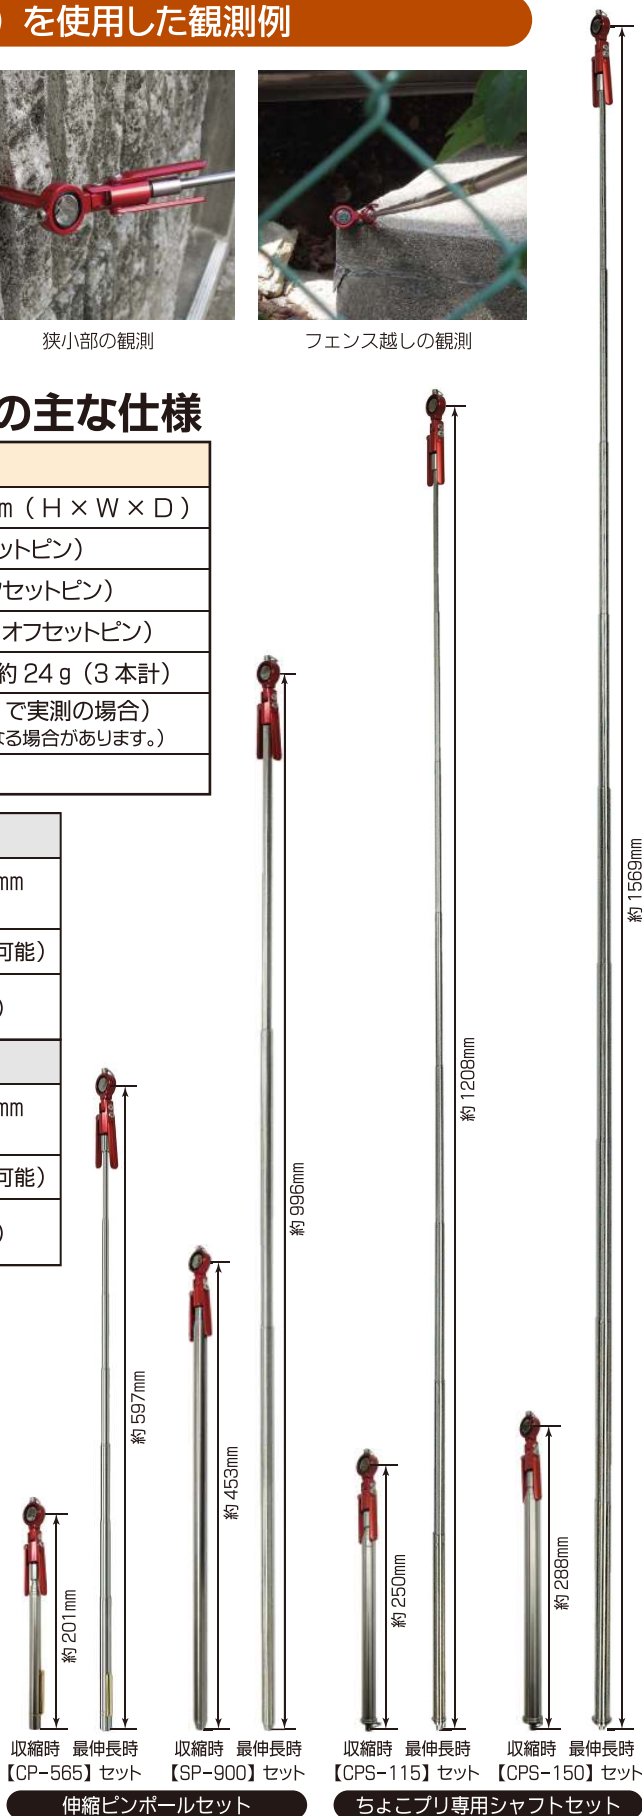 ）を使用した観測例
狭小部の観測
フェンス越しの観測
の主な仕様
m（H×W×D）
ットピン）
セットピン）
オフセットピン）
約24g（3本計）
で実測の場合）
なる場合があります。）
mm
可能）
）
mm
可能）
）
約201mm
約597mm
約453mm
約996mm
約250mm
約1208mm
約288mm
約1569mm
収縮時 最伸長時
【CP-565】セット
収縮時 最伸長時
【SP-900】セット
収縮時 最伸長時
【CPS-115】セット
収縮時 最伸長時
【CPS-150】セット
伸縮ピンポールセット
ちょこプリ専用シャフトセット